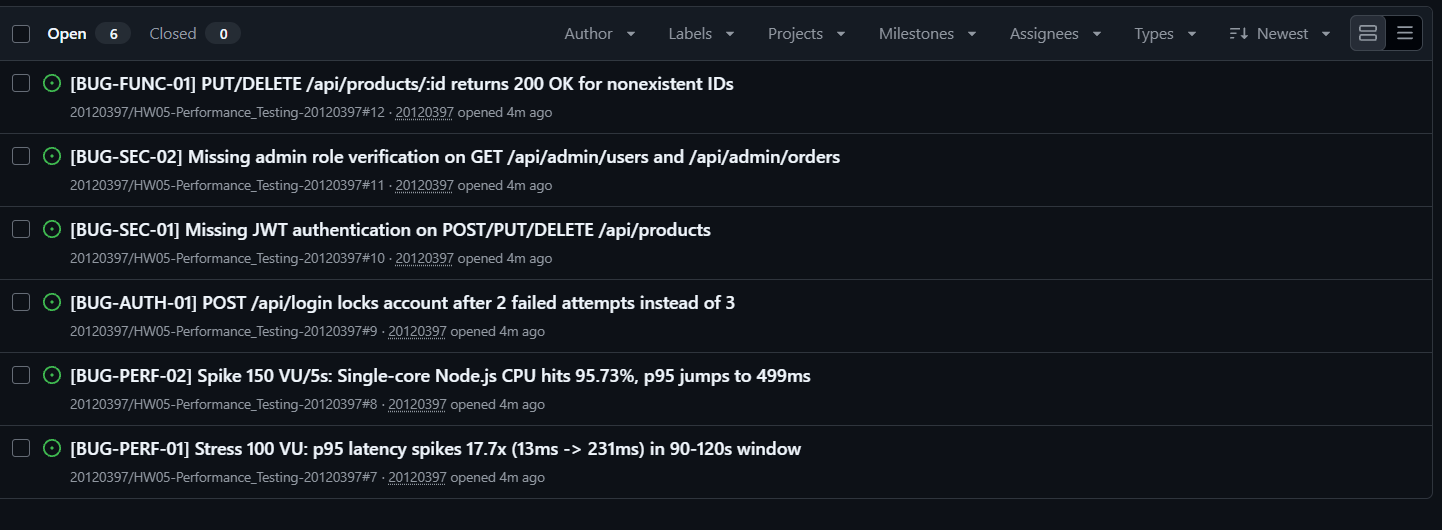 Open 6 Closed 0 Author Labels Projects Milestones Assignees Types Newest
[BUG-FUNC-01] PUT/DELETE /api/products/:id returns 200 OK for nonexistent IDs
20120397/HW05-Performance_Testing-20120397#12 · 20120397 opened 4m ago
[BUG-SEC-02] Missing admin role verification on GET /api/admin/users and /api/admin/orders
20120397/HW05-Performance_Testing-20120397#11 · 20120397 opened 4m ago
[BUG-SEC-01] Missing JWT authentication on POST/PUT/DELETE /api/products
20120397/HW05-Performance_Testing-20120397#10 · 20120397 opened 4m ago
[BUG-AUTH-01] POST /api/login locks account after 2 failed attempts instead of 3
20120397/HW05-Performance_Testing-20120397#9 · 20120397 opened 4m ago
[BUG-PERF-02] Spike 150 VU/5s: Single-core Node.js CPU hits 95.73%, p95 jumps to 499ms
20120397/HW05-Performance_Testing-20120397#8 · 20120397 opened 4m ago
[BUG-PERF-01] Stress 100 VU: p95 latency spikes 17.7x (13ms -> 231ms) in 90-120s window
20120397/HW05-Performance_Testing-20120397#7 · 20120397 opened 4m ago